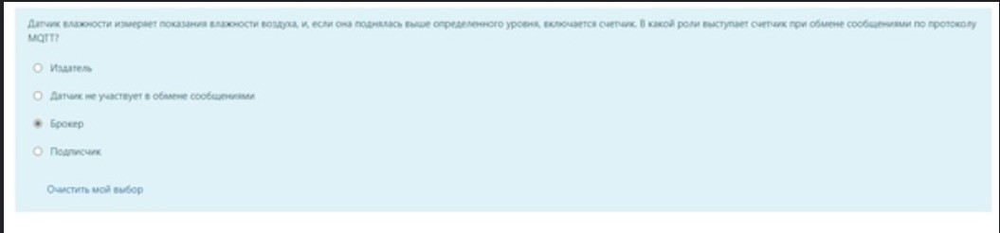 Датчик влажности измеряет показания влажности воздуха, и, если она поднялась выше определенного уровня, включается счетчик. В какой роли выступает счетчик при обмене сообщениями по протоколу
MQTT?
Издатель
Датчик не участвует в обмене сообщениями
Брокер
Подписчик
Очистить мой выбор